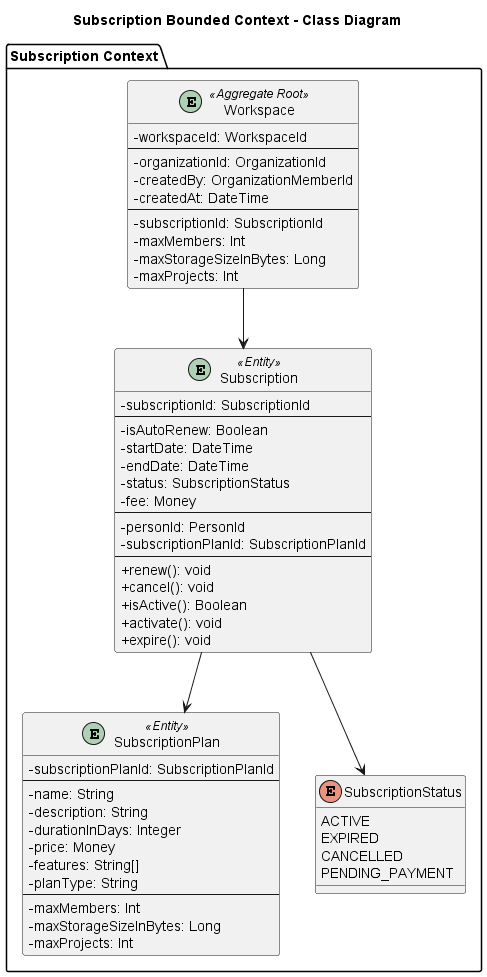 Subscription Bounded Context - Class Diagram
Subscription Context
E «Aggregate Root»
Workspace
-workspaceId: WorkspaceId
-organizationId: OrganizationId
-createdBy: OrganizationMemberId
-createdAt: DateTime
-subscriptionId: SubscriptionId
-maxMembers: Int
-maxStorageSizeInBytes: Long
-maxProjects: Int
E «Entity»
Subscription
-subscriptionId: SubscriptionId
-isAutoRenew: Boolean
-startDate: DateTime
-endDate: DateTime
-status: SubscriptionStatus
-fee: Money
-personId: PersonId
-subscriptionPlanId: SubscriptionPlanId
+renew(): void
+cancel(): void
+isActive(): Boolean
+activate(): void
+expire(): void
E «Entity»
SubscriptionPlan
-subscriptionPlanId: SubscriptionPlanId
-name: String
-description: String
-durationInDays: Integer
-price: Money
-features: String[]
-planType: String
-maxMembers: Int
-maxStorageSizeInBytes: Long
-maxProjects: Int
E SubscriptionStatus
ACTIVE
EXPIRED
CANCELLED
PENDING_PAYMENT